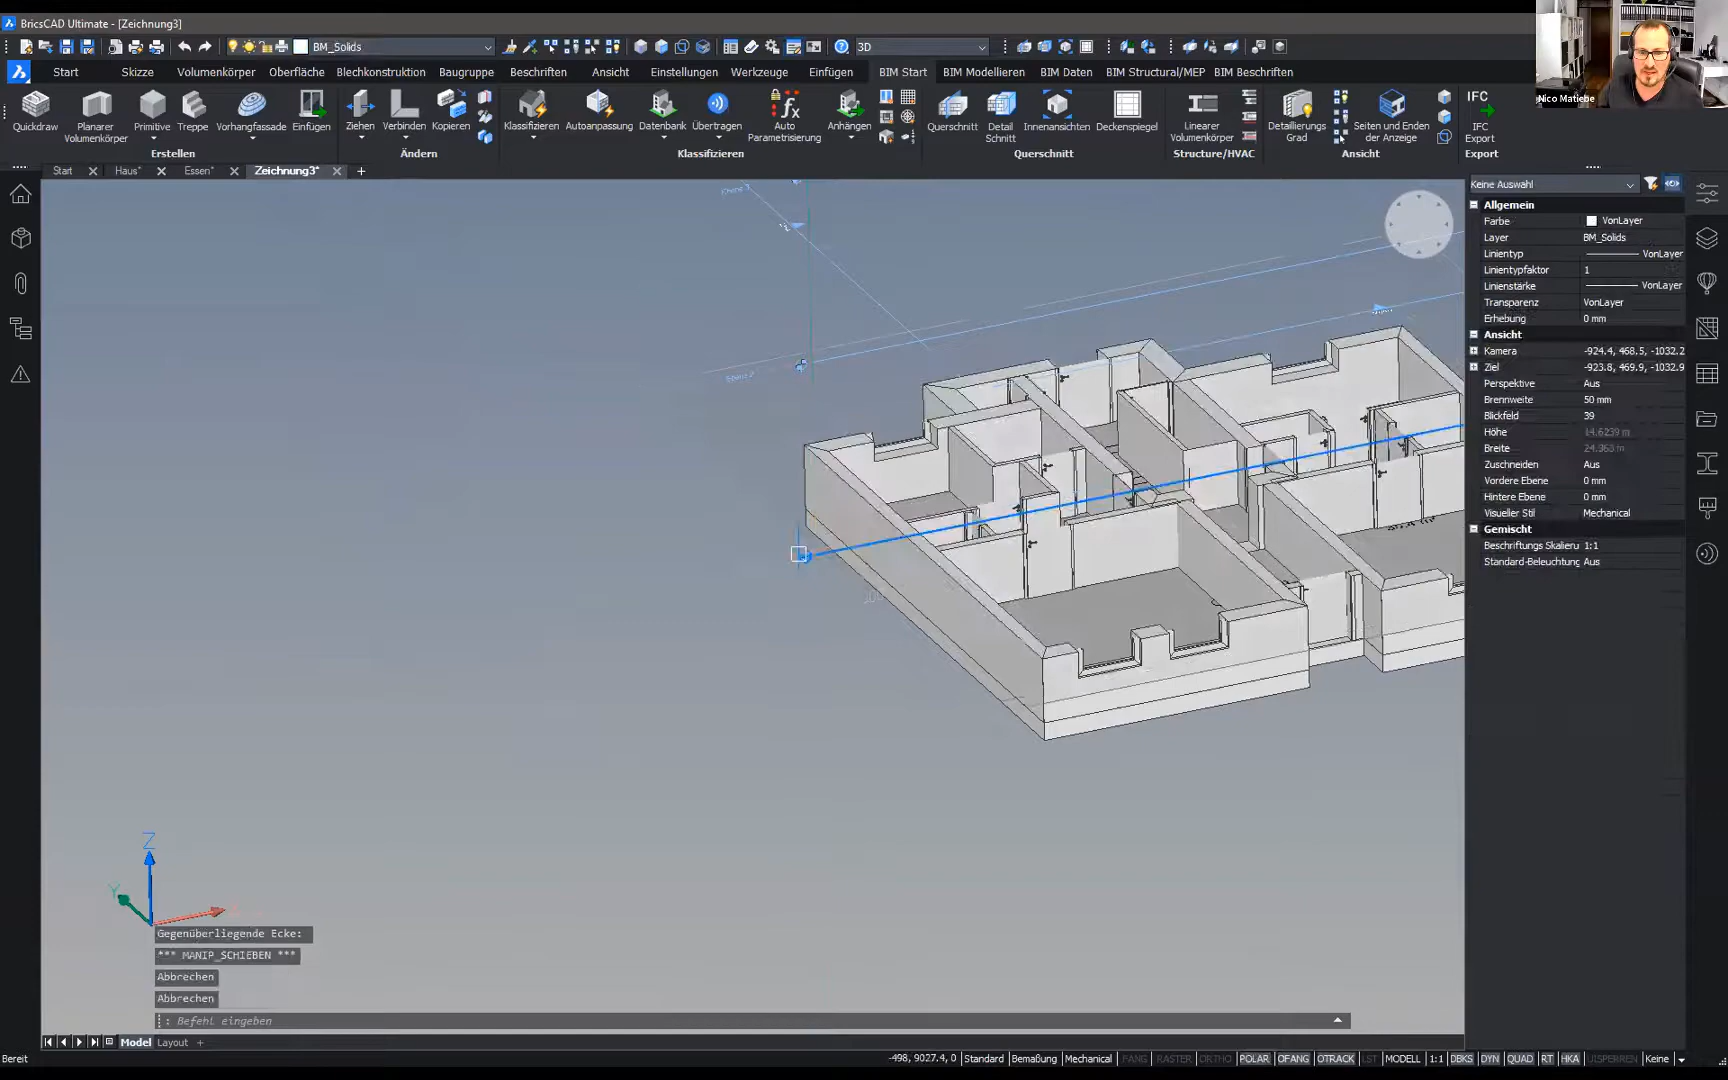 BricsCAD Ultimate - [Zeichnung3]
BM_Solids
3D
Start
Skizze
Volumenkörper
Oberfläche
Blechkonstruktion
Baugruppe
Beschriften
Ansicht
Einstellungen
Werkzeuge
Einfügen
BIM Start
BIM Modellieren
BIM Daten
BIM Structural/MEP
BIM Beschriften
Nico Matiebe
Quickdraw
Planarer
Volumenkörper
Primitive
Treppe
Vorhangfassade
Einfügen
Ziehen
Verbinden
Kopieren
Klassifizieren
Autoanpassung
Datenbank
Übertragen
Auto
Parametrisierung
Anhängen
Querschnitt
Detail
Schnitt
Innenansichten
Deckenspiegel
Linearer
Volumenkörper
Detaillierungs
Grad
Seiten und Enden
der Anzeige
IFC
IFC
Export
Erstellen
Ändern
Klassifizieren
Querschnitt
Structure/HVAC
Ansicht
Export
Start
Haus*
Essen*
Zeichnung3*
Keine Auswahl
Allgemein
Farbe VonLayer
Layer BM_Solids
Linientyp VonLayer
Linientypfaktor 1
Linienstärke VonLayer
Transparenz VonLayer
Erhebung 0 mm
Ansicht
Kamera -924.4, 468.5, -1032.2
Ziel -923.8, 469.9, -1032.9
Perspektive Aus
Brennweite 50 mm
Blickfeld 39
Höhe 14.6239 m
Breite 24.963 m
Zuschneiden Aus
Vordere Ebene 0 mm
Hintere Ebene 0 mm
Visueller Stil Mechanical
Gemischt
Beschriftungs Skalieru 1:1
Standard-Beleuchtung Aus
Z
Y
Gegenüberliegende Ecke:
*** MANIP_SCHIEBEN ***
Abbrechen
Abbrechen
: Befehl eingeben
Model
Layout
Bereit
-498, 9027.4, 0
Standard
Bemaßung
Mechanical
FANG
RASTER
ORTHO
POLAR
OFANG
OTRACK
LST
MODELL
1:1
DBKS
DYN
QUAD
RT
HKA
Keine